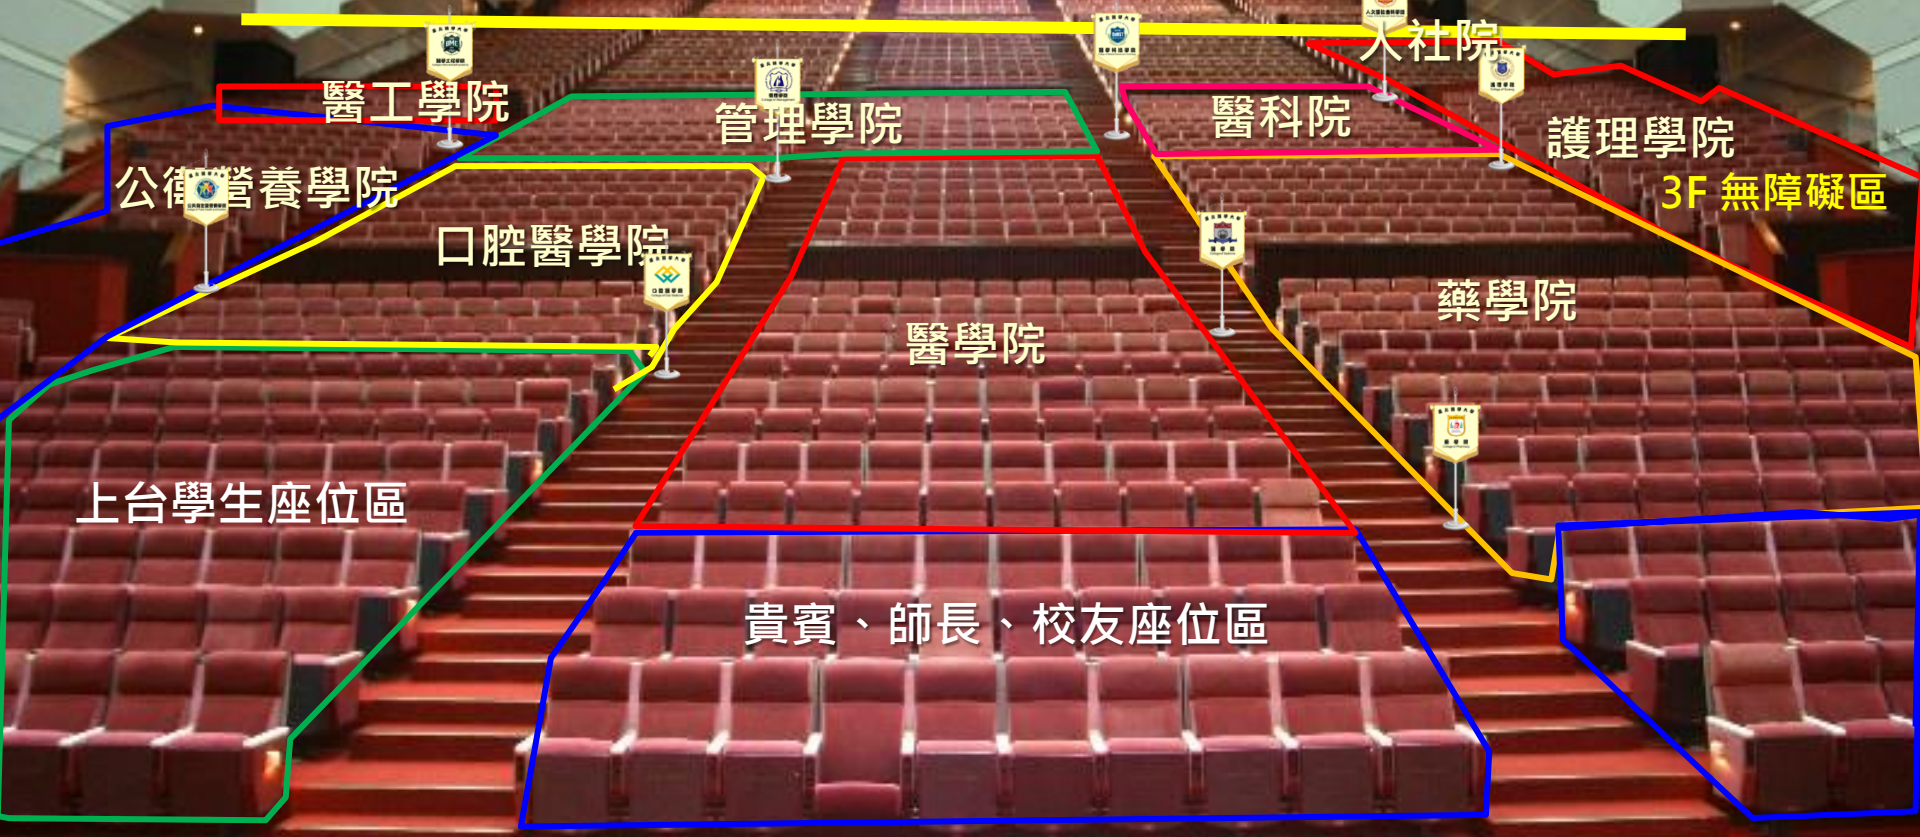 人社院
醫工學院
管理學院
醫科院
護理學院
公衛營養學院
3F 無障礙區
口腔醫學院
藥學院
醫學院
上台學生座位區
貴賓、師長、校友座位區